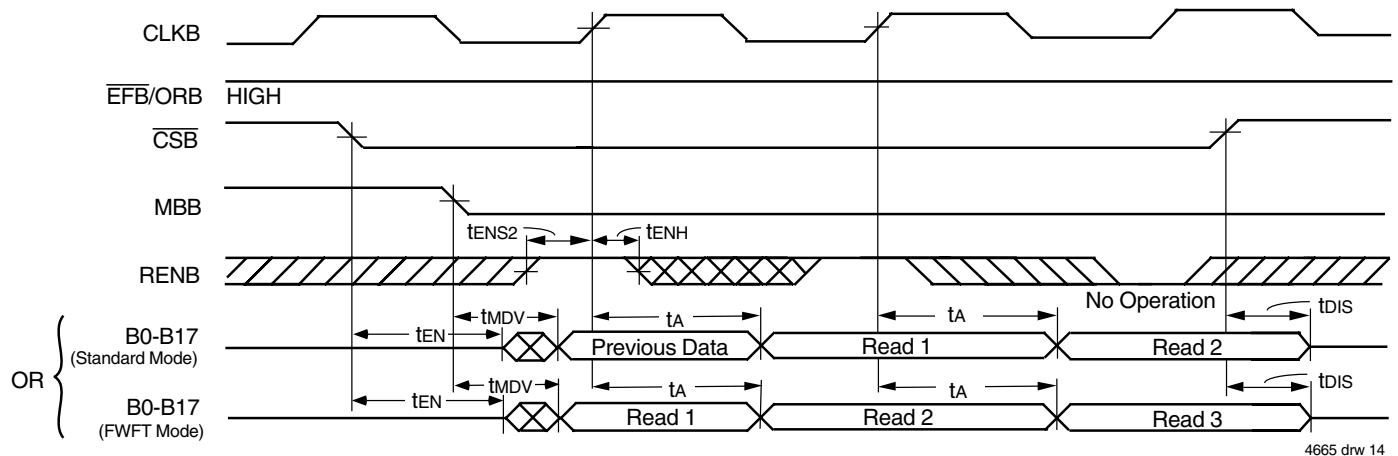 CLKB
EFB/ORB HIGH
CSB
MBB
tENS2 tENH
RENB
No Operation
tMDV tA tA tDIS
tEN
B0-B17 Previous Data Read 1 Read 2
(Standard Mode)
OR
tMDV tA tA tDIS
tEN
B0-B17 Read 1 Read 2 Read 3
(FWFT Mode)
4665 drw 14